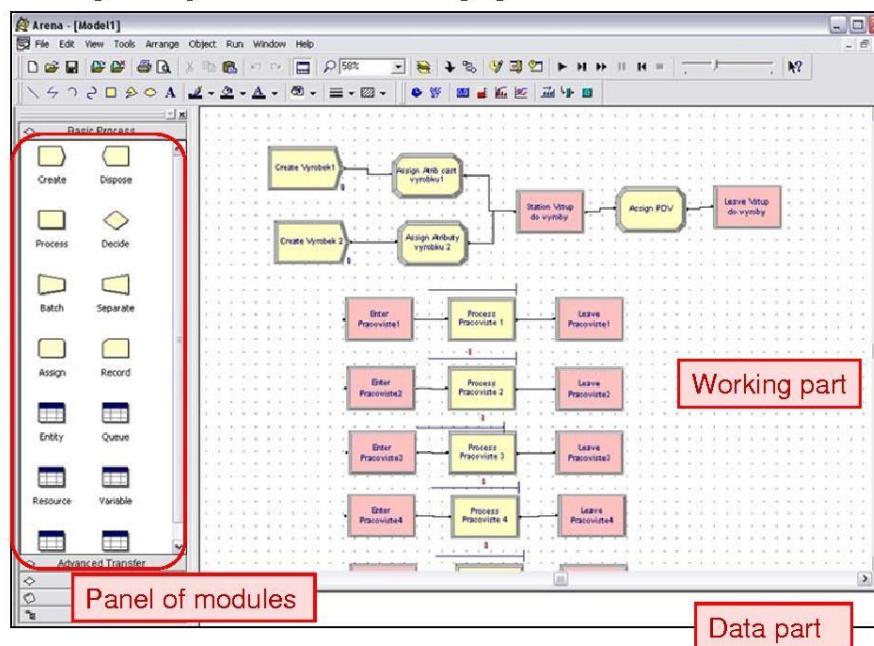 Arena - [Model1]
File Edit View Tools Arrange Object Run Window Help
58%
Basic Process
Create Dispose
Process Decide
Batch Separate
Assign Record
Entity Queue
Resource Variable
Advanced Transfer
Panel of modules
Create Vyrobek1
0
Assign Atrib cast
vyrobku1
Create Vyrobek 2
0
Assign Atributy
vyrobku 2
Station Vstup
do vyroby
Assign PDV
Leave Vstup
do vyroby
Enter
Pracoviste1
Process
Pracoviste 1
Leave
Pracoviste1
Enter
Pracoviste2
Process
Pracoviste 2
Leave
Pracoviste2
Enter
Pracoviste3
Process
Pracoviste 3
Leave
Enter
Pracoviste4
Process
Pracoviste 4
Leave
Pracoviste4
Working part
Data part